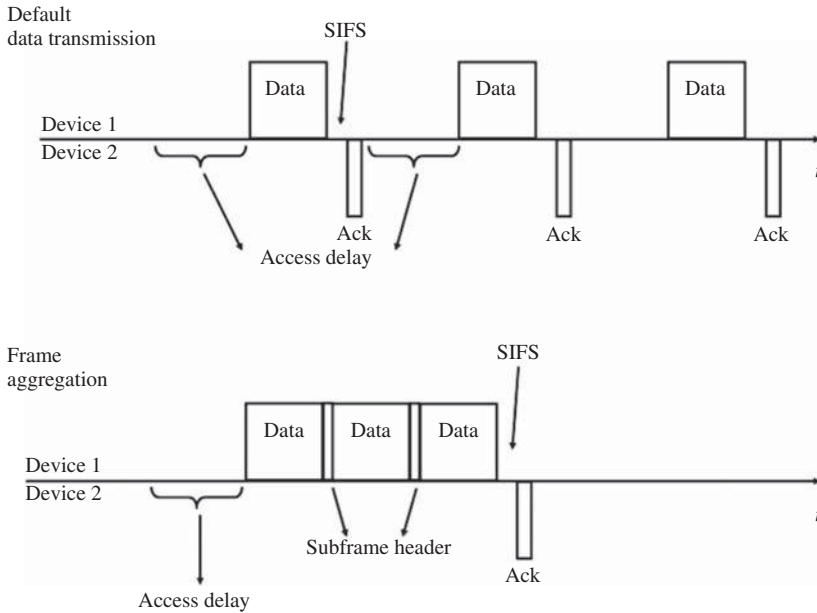 Default
data transmission
SIFS
Data
Data
Data
Device 1
Device 2
Ack
Ack
Ack
Access delay
Frame
aggregation
SIFS
Data
Data
Data
Device 1
Device 2
Subframe header
Ack
Access delay